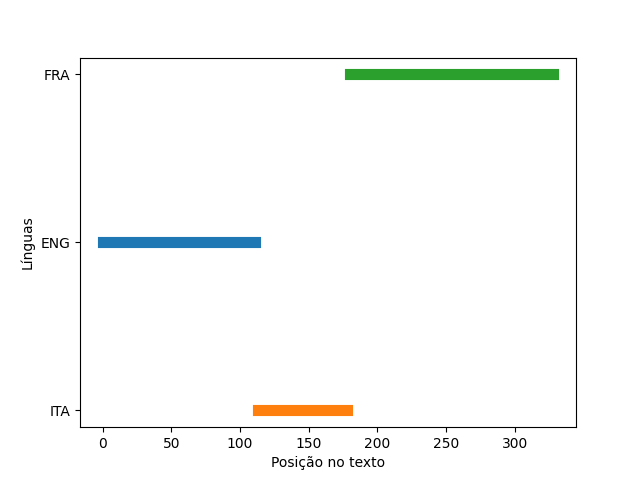 FRA
ENG
ITA
Línguas
0 50 100 150 200 250 300
Posição no texto